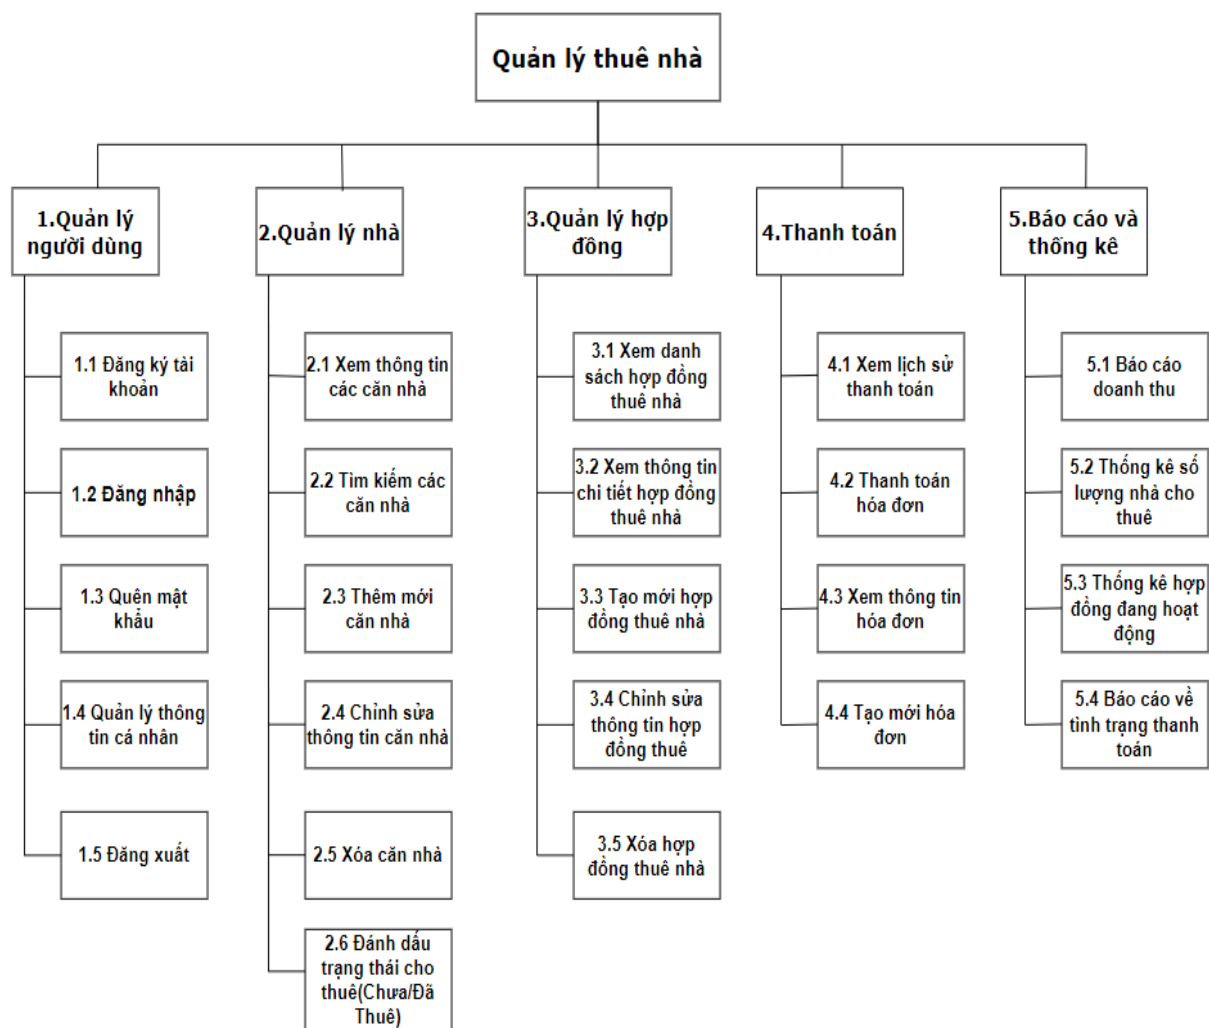 Quản lý thuê nhà
1.Quản lý
người dùng
2.Quản lý nhà
3.Quản lý hợp
đồng
4.Thanh toán
5.Báo cáo và
thống kê
1.1 Đăng ký tài
khoản
1.2 Đăng nhập
1.3 Quên mật
khẩu
1.4 Quản lý thông
tin cá nhân
1.5 Đăng xuất
2.1 Xem thông tin
các căn nhà
2.2 Tìm kiếm các
căn nhà
2.3 Thêm mới
căn nhà
2.4 Chỉnh sửa
thông tin căn nhà
2.5 Xóa căn nhà
2.6 Đánh dấu
trạng thái cho
thuê(Chưa/Đã
Thuê)
3.1 Xem danh
sách hợp đồng
thuê nhà
3.2 Xem thông tin
chi tiết hợp đồng
thuê nhà
3.3 Tạo mới hợp
đồng thuê nhà
3.4 Chỉnh sửa
thông tin hợp
đồng thuê
3.5 Xóa hợp
đồng thuê nhà
4.1 Xem lịch sử
thanh toán
4.2 Thanh toán
hóa đơn
4.3 Xem thông tin
hóa đơn
4.4 Tạo mới hóa
đơn
5.1 Báo cáo
doanh thu
5.2 Thống kê số
lượng nhà cho
thuê
5.3 Thống kê hợp
đồng đang hoạt
động
5.4 Báo cáo về
tình trạng thanh
toán